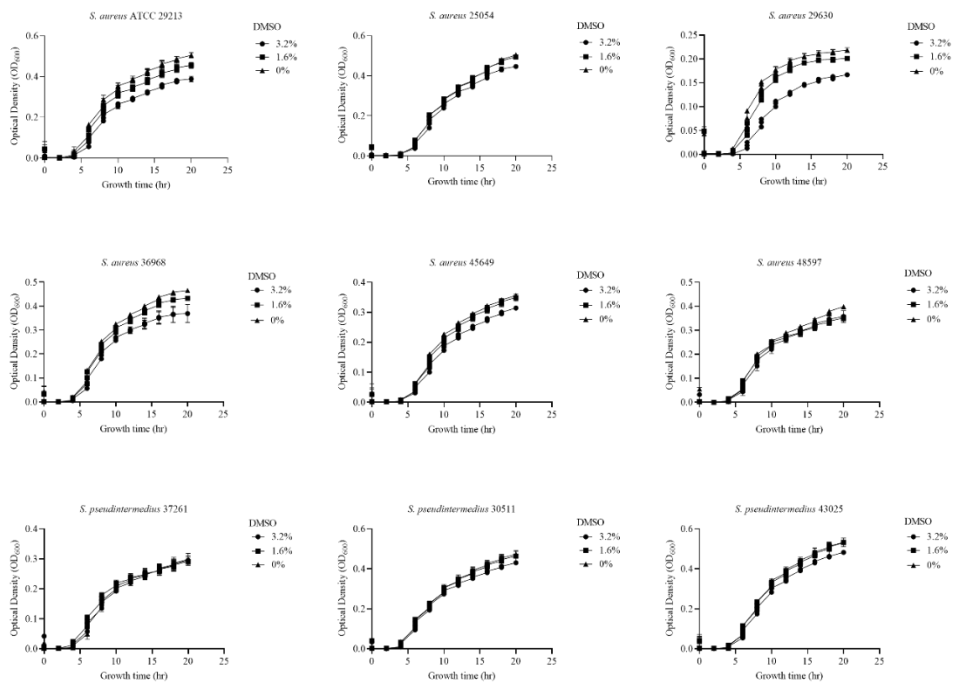 S. aureus ATCC 29213
DMSO
3.2%
1.6%
0%
Optical Density (OD600)
0.6
0.4
0.2
0.0
0 5 10 15 20 25
Growth time (hr)
S. aureus 25054
DMSO
3.2%
1.6%
0%
Optical Density (OD600)
0.6
0.4
0.2
0.0
0 5 10 15 20 25
Growth time (hr)
S. aureus 29630
DMSO
3.2%
1.6%
0%
Optical Density (OD600)
0.25
0.20
0.15
0.10
0.05
0.00
0 5 10 15 20 25
Growth time (hr)
S. aureus 36968
DMSO
3.2%
1.6%
0%
Optical Density (OD600)
0.5
0.4
0.3
0.2
0.1
0.0
0 5 10 15 20 25
Growth time (hr)
S. aureus 45649
DMSO
3.2%
1.6%
0%
Optical Density (OD600)
0.5
0.4
0.3
0.2
0.1
0.0
0 5 10 15 20 25
Growth time (hr)
S. aureus 48597
DMSO
3.2%
1.6%
0%
Optical Density (OD600)
0.5
0.4
0.3
0.2
0.1
0.0
0 5 10 15 20 25
Growth time (hr)
S. pseudintermedius 37261
DMSO
3.2%
1.6%
0%
Optical Density (OD600)
0.4
0.3
0.2
0.1
0.0
0 5 10 15 20 25
Growth time (hr)
S. pseudintermedius 30511
DMSO
3.2%
1.6%
0%
Optical Density (OD600)
0.6
0.4
0.2
0.0
0 5 10 15 20 25
Growth time (hr)
S. pseudintermedius 43025
DMSO
3.2%
1.6%
0%
Optical Density (OD600)
0.6
0.4
0.2
0.0
0 5 10 15 20 25
Growth time (hr)